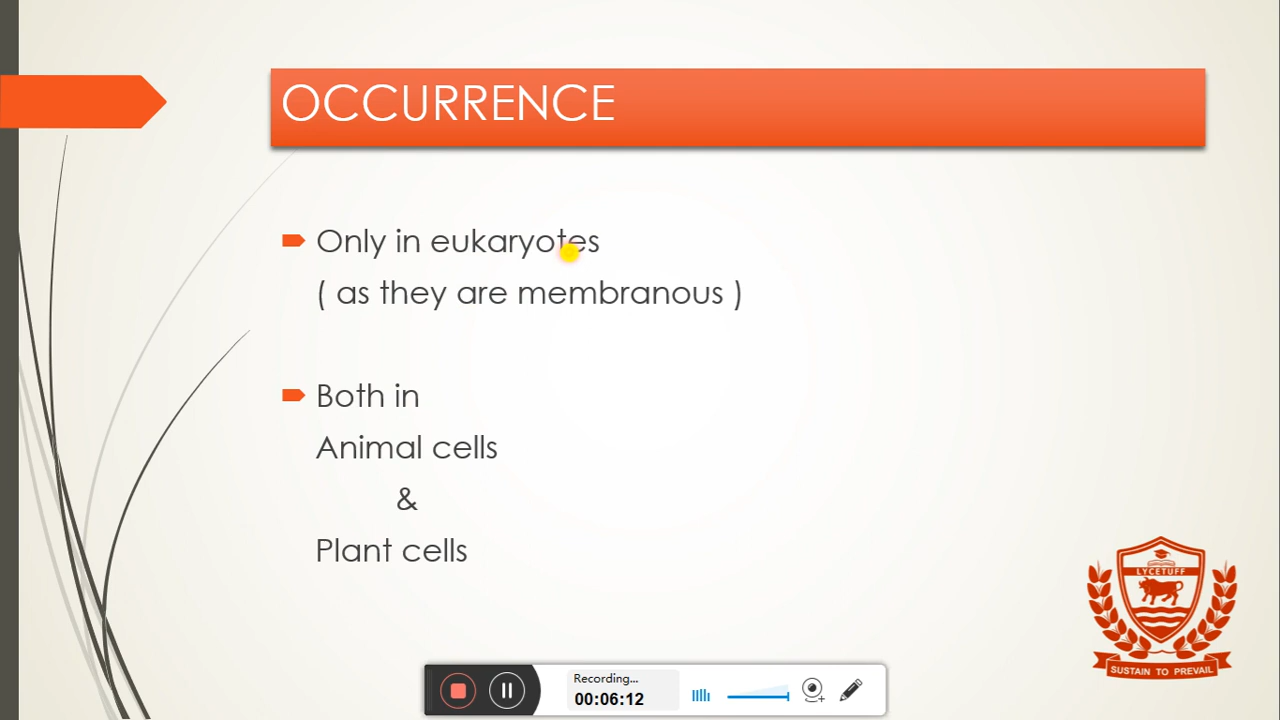 OCCURRENCE
Only in eukaryotes
( as they are membranous )
Both in
Animal cells
&
Plant cells
LYCETUFF
SUSTAIN TO PREVAIL
Recording...
00:06:12